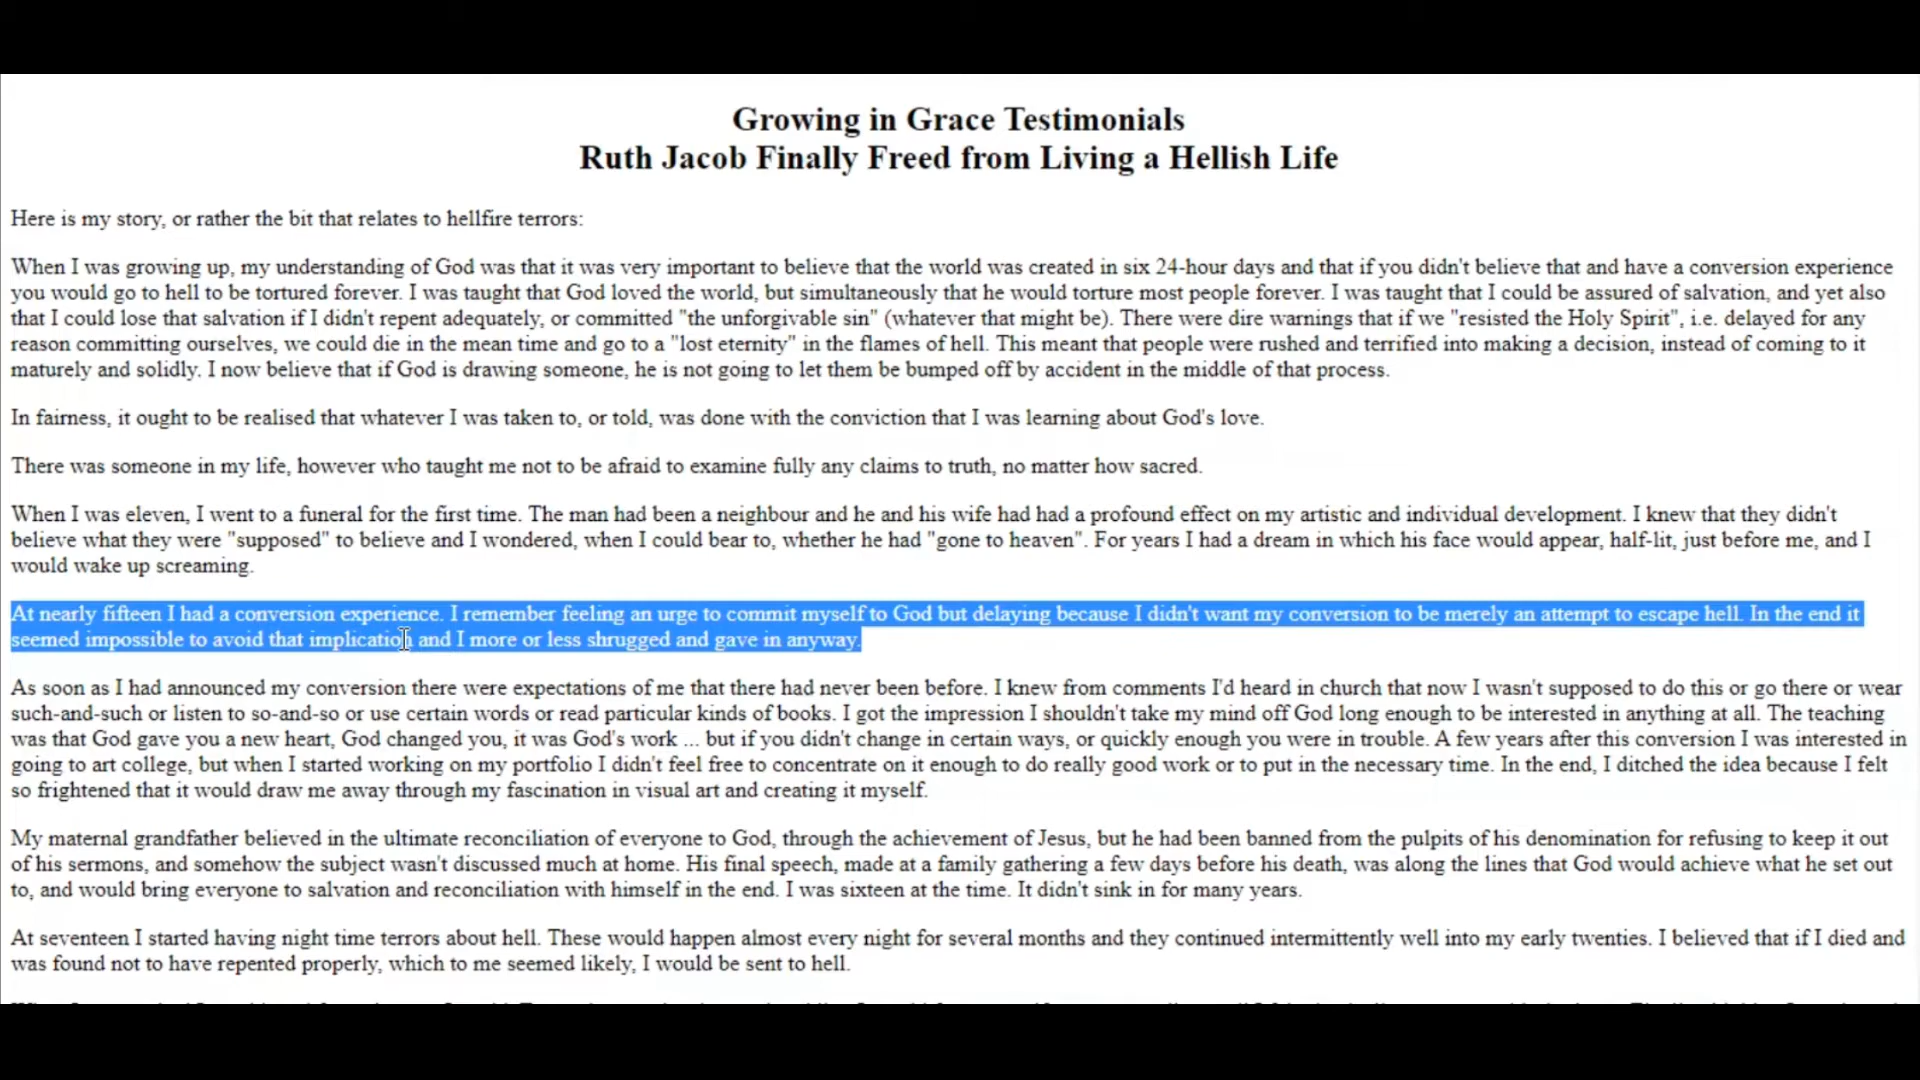 Growing in Grace Testimonials
Ruth Jacob Finally Freed from Living a Hellish Life
Here is my story, or rather the bit that relates to hellfire terrors:
When I was growing up, my understanding of God was that it was very important to believe that the world was created in six 24-hour days and that if you didn't believe that and have a conversion experience
you would go to hell to be tortured forever. I was taught that God loved the world, but simultaneously that he would torture most people forever. I was taught that I could be assured of salvation, and yet also
that I could lose that salvation if I didn't repent adequately, or committed "the unforgivable sin" (whatever that might be). There were dire warnings that if we "resisted the Holy Spirit", i.e. delayed for any
reason committing ourselves, we could die in the mean time and go to a "lost eternity" in the flames of hell. This meant that people were rushed and terrified into making a decision, instead of coming to it
maturely and solidly. I now believe that if God is drawing someone, he is not going to let them be bumped off by accident in the middle of that process.
In fairness, it ought to be realised that whatever I was taken to, or told, was done with the conviction that I was learning about God's love.
There was someone in my life, however who taught me not to be afraid to examine fully any claims to truth, no matter how sacred.
When I was eleven, I went to a funeral for the first time. The man had been a neighbour and he and his wife had had a profound effect on my artistic and individual development. I knew that they didn't
believe what they were "supposed" to believe and I wondered, when I could bear to, whether he had "gone to heaven". For years I had a dream in which his face would appear, half-lit, just before me, and I
would wake up screaming.
At nearly fifteen I had a conversion experience. I remember feeling an urge to commit myself to God but delaying because I didn't want my conversion to be merely an attempt to escape hell. In the end it
seemed impossible to avoid that implication and I more or less shrugged and gave in anyway.
As soon as I had announced my conversion there were expectations of me that there had never been before. I knew from comments I'd heard in church that now I wasn't supposed to do this or go there or wear
such-and-such or listen to so-and-so or use certain words or read particular kinds of books. I got the impression I shouldn't take my mind off God long enough to be interested in anything at all. The teaching
was that God gave you a new heart, God changed you, it was God's work ... but if you didn't change in certain ways, or quickly enough you were in trouble. A few years after this conversion I was interested in
going to art college, but when I started working on my portfolio I didn't feel free to concentrate on it enough to do really good work or to put in the necessary time. In the end, I ditched the idea because I felt
so frightened that it would draw me away through my fascination in visual art and creating it myself.
My maternal grandfather believed in the ultimate reconciliation of everyone to God, through the achievement of Jesus, but he had been banned from the pulpits of his denomination for refusing to keep it out
of his sermons, and somehow the subject wasn't discussed much at home. His final speech, made at a family gathering a few days before his death, was along the lines that God would achieve what he set out
to, and would bring everyone to salvation and reconciliation with himself in the end. I was sixteen at the time. It didn't sink in for many years.
At seventeen I started having night time terrors about hell. These would happen almost every night for several months and they continued intermittently well into my early twenties. I believed that if I died and
was found not to have repented properly, which to me seemed likely, I would be sent to hell.